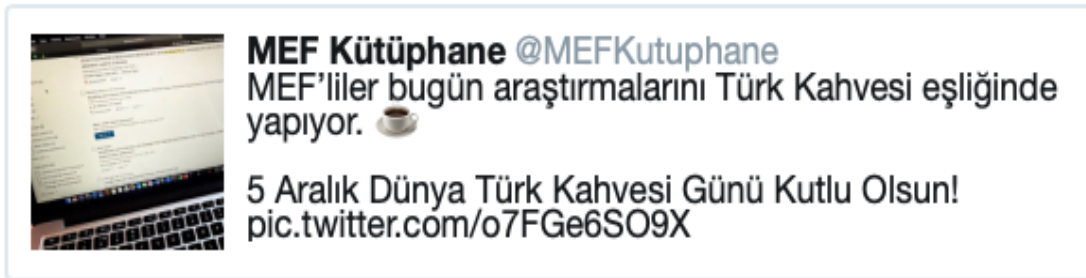 MEF Kütüphane @MEFKutuphane
MEF’liler bugün araştırmalarını Türk Kahvesi eşliğinde
yapıyor. ☕
5 Aralık Dünya Türk Kahvesi Günü Kutlu Olsun!
pic.twitter.com/o7FGe6SO9X